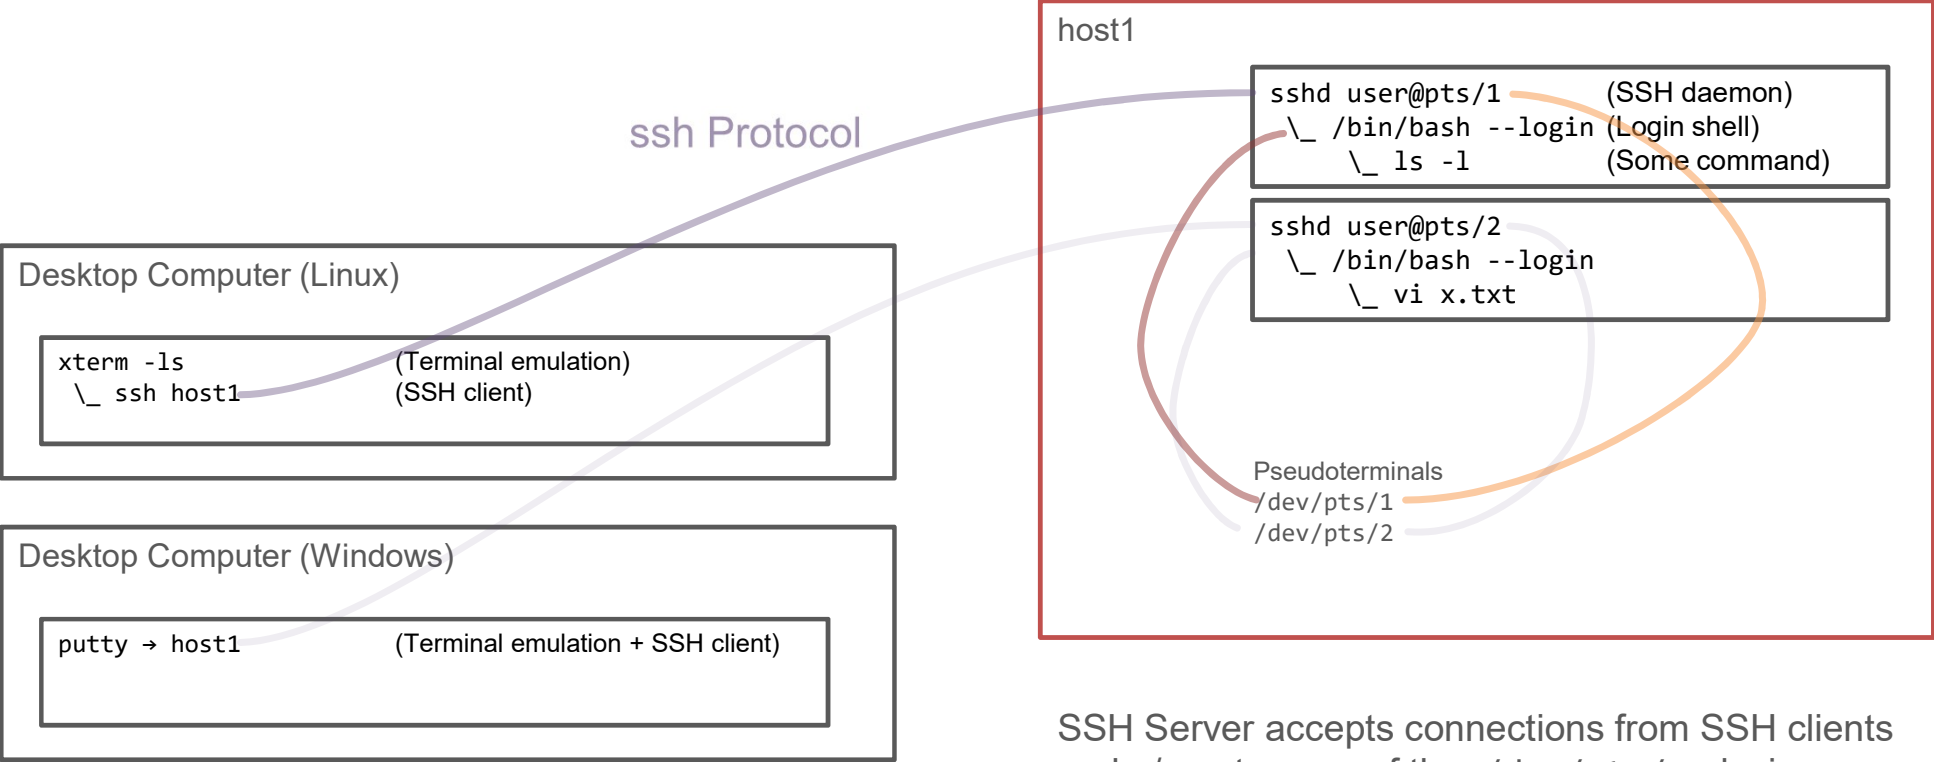 host1
sshd user@pts/1 (SSH daemon)
\_ /bin/bash --login (Login shell)
\_ ls -l (Some command)
ssh Protocol
sshd user@pts/2
\_ /bin/bash --login
\_ vi x.txt
Desktop Computer (Linux)
xterm -ls (Terminal emulation)
\_ ssh host1 (SSH client)
Pseudoterminals
/dev/pts/1
/dev/pts/2
Desktop Computer (Windows)
putty → host1 (Terminal emulation + SSH client)
SSH Server accepts connections from SSH clients